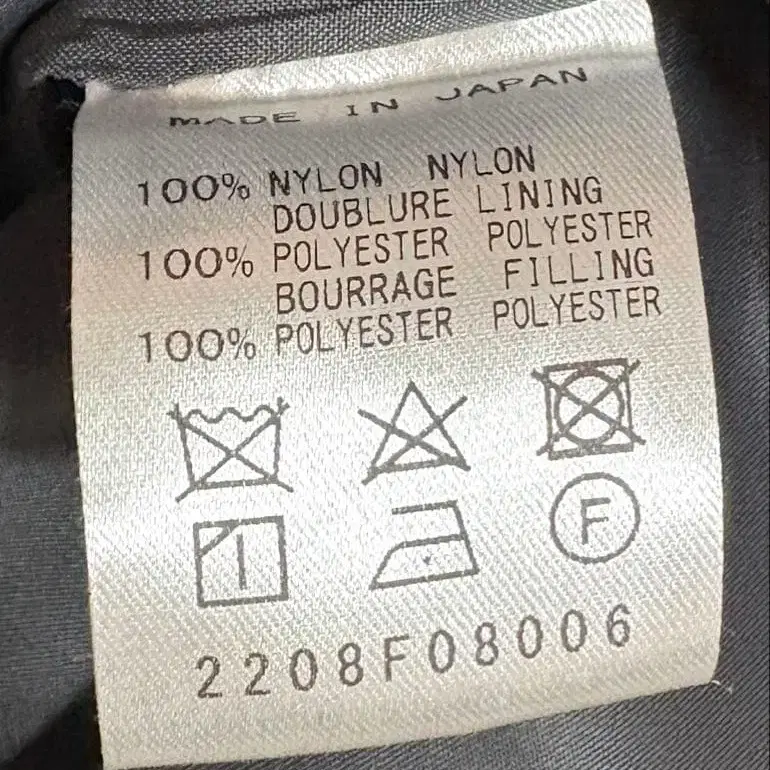 MADE IN JAPAN
100% NYLON NYLON
DOUBLURE LINING
100% POLYESTER POLYESTER
BOURRAGE FILLING
100% POLYESTER POLYESTER
F
2208F08006